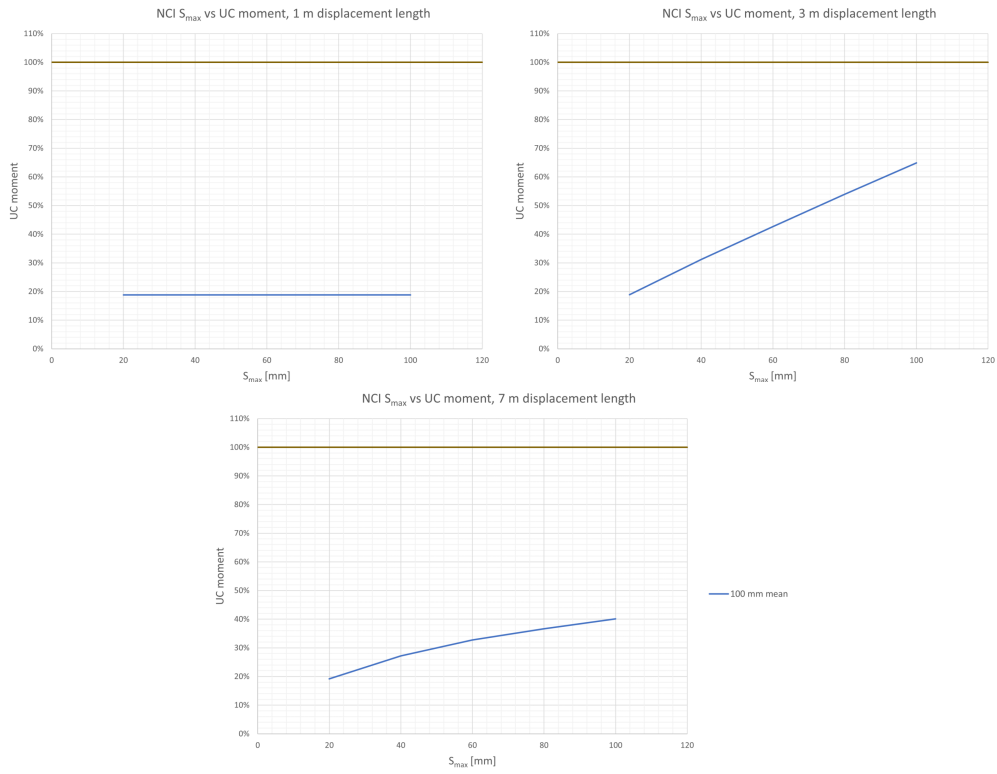 NCI Smax vs UC moment, 1 m displacement length
110%
100%
90%
80%
70%
60%
50%
40%
30%
20%
10%
0%
UC moment
0 20 40 60 80 100 120
Smax [mm]
NCI Smax vs UC moment, 3 m displacement length
110%
100%
90%
80%
70%
60%
50%
40%
30%
20%
10%
0%
UC moment
0 20 40 60 80 100 120
Smax [mm]
NCI Smax vs UC moment, 7 m displacement length
110%
100%
90%
80%
70%
60%
50%
40%
30%
20%
10%
0%
UC moment
0 20 40 60 80 100 120
Smax [mm]
100 mm mean